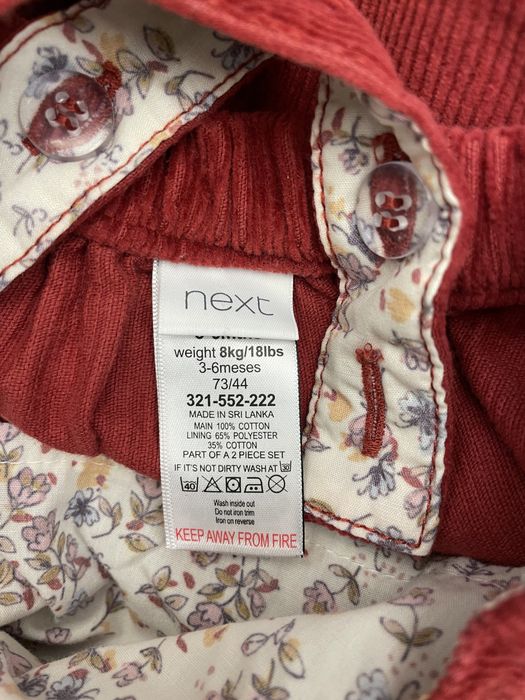 next
weight 8kg/18lbs
3-6meses
73/44
321-552-222
MADE IN SRI LANKA
MAIN 100% COTTON
LINING 65% POLYESTER
35% COTTON
PART OF A 2 PIECE SET
IF IT'S NOT DIRTY WASH AT 30
40
Wash inside out
Do not iron trim
Iron on reverse
KEEP AWAY FROM FIRE